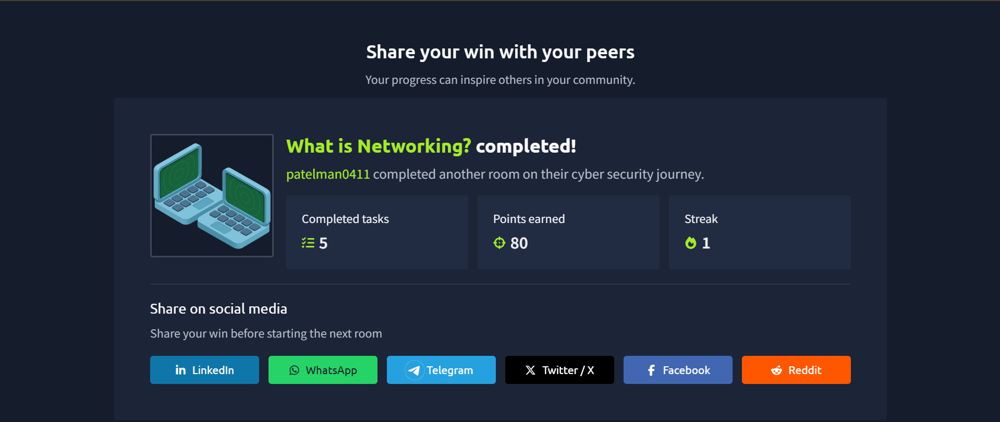 Share your win with your peers
Your progress can inspire others in your community.
What is Networking? completed!
patelman0411 completed another room on their cyber security journey.
Completed tasks
5
Points earned
80
Streak
1
Share on social media
Share your win before starting the next room
LinkedIn
WhatsApp
Telegram
Twitter / X
Facebook
Reddit